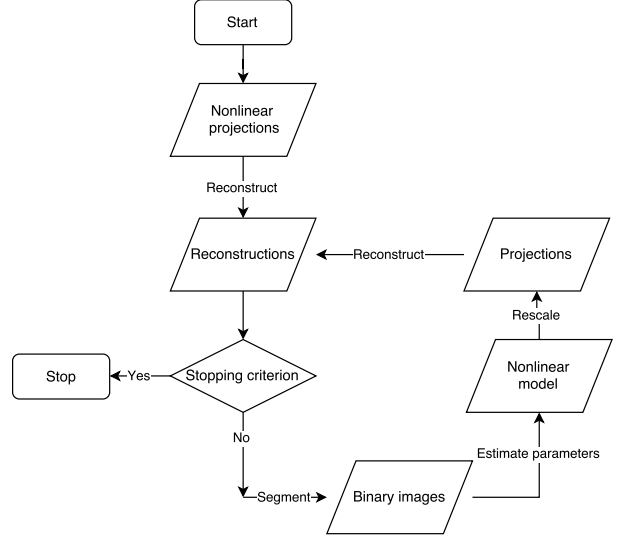 Start
Nonlinear
projections
Reconstruct
Reconstructions
Reconstruct
Projections
Rescale
Nonlinear
model
Stop
Yes
Stopping criterion
No
Estimate parameters
Segment
Binary images